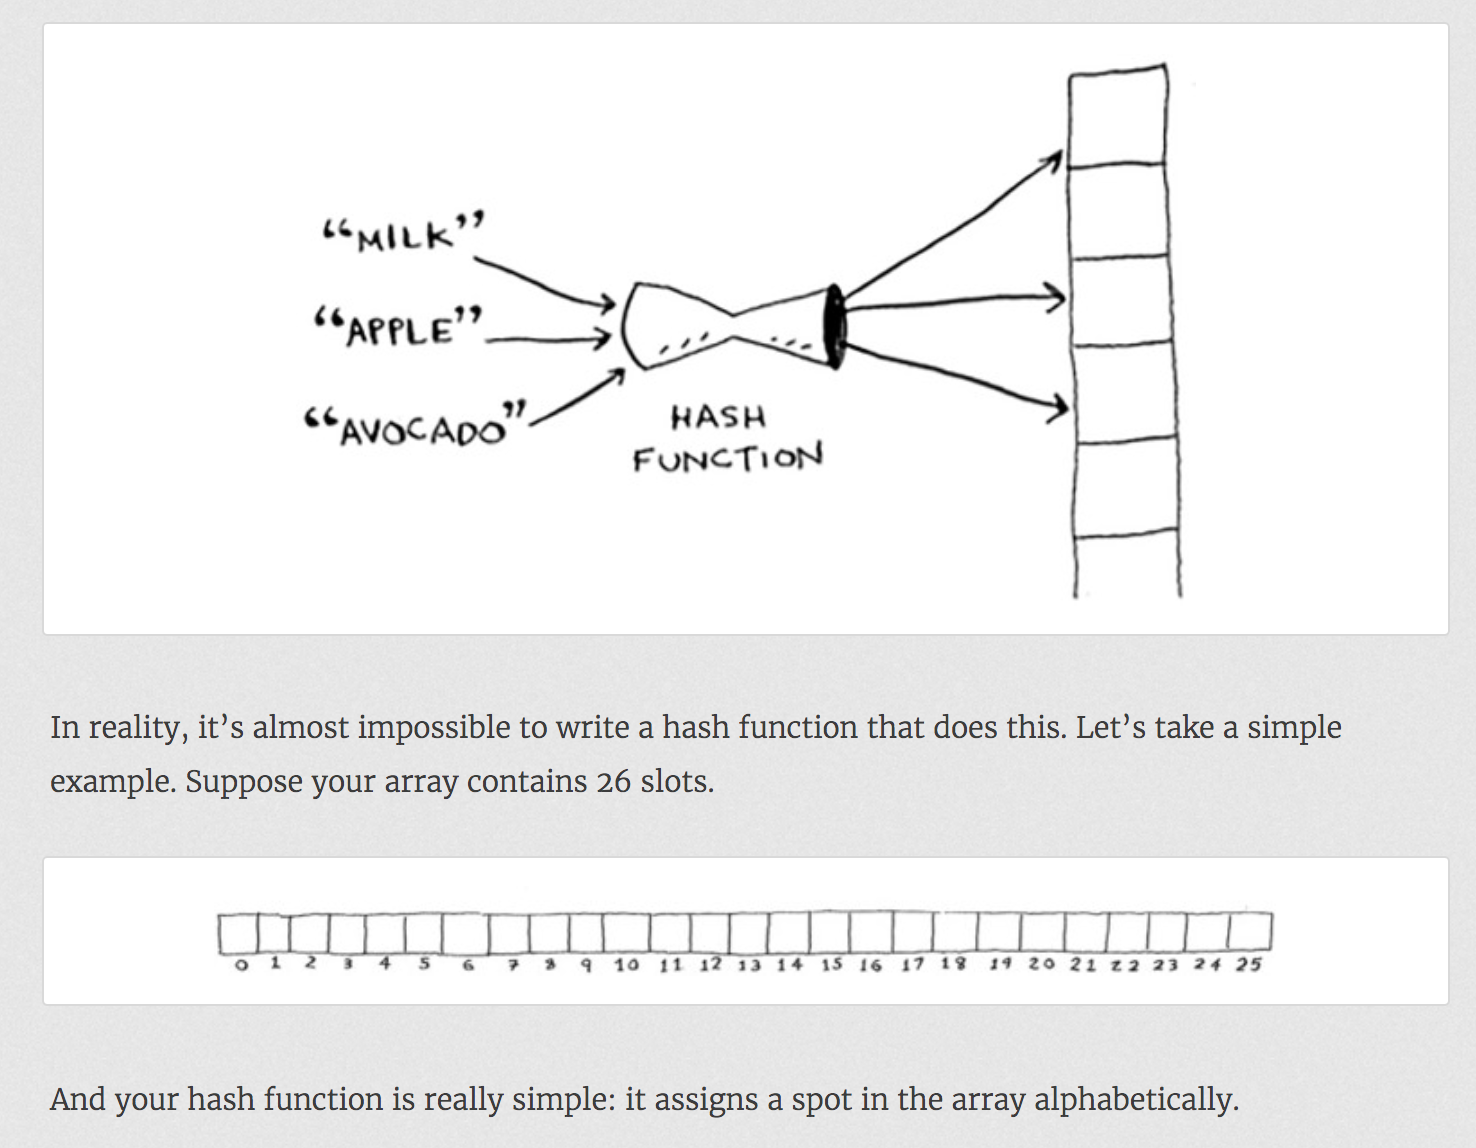 “MILK”
“APPLE”
“AVOCADO”
HASH
FUNCTION
In reality, it’s almost impossible to write a hash function that does this. Let’s take a simple
example. Suppose your array contains 26 slots.
0 1 2 3 4 5 6 7 8 9 10 11 12 13 14 15 16 17 18 19 20 21 22 23 24 25
And your hash function is really simple: it assigns a spot in the array alphabetically.